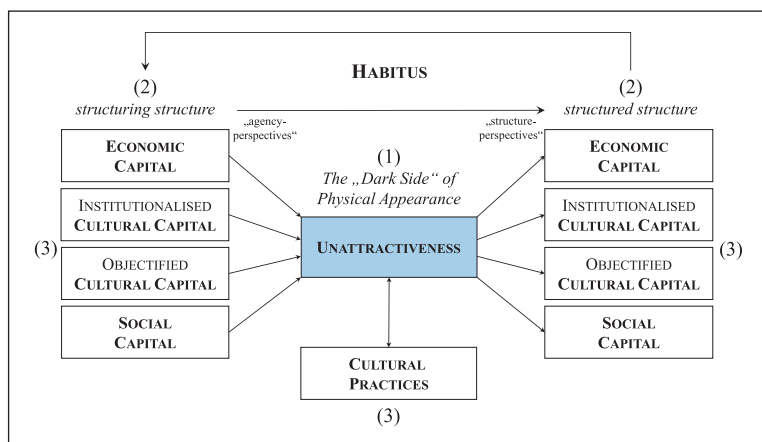 HABITUS
(2)
structuring structure
(2)
structured structure
„agency-
perspectives“
„structure-
perspectives“
(1)
The „Dark Side“ of
Physical Appearance
ECONOMIC
CAPITAL
INSTITUTIONALISED
CULTURAL CAPITAL
(3)
OBJECTIFIED
CULTURAL CAPITAL
SOCIAL
CAPITAL
UNATTRACTIVENESS
CULTURAL
PRACTICES
(3)
ECONOMIC
CAPITAL
INSTITUTIONALISED
CULTURAL CAPITAL
(3)
OBJECTIFIED
CULTURAL CAPITAL
SOCIAL
CAPITAL